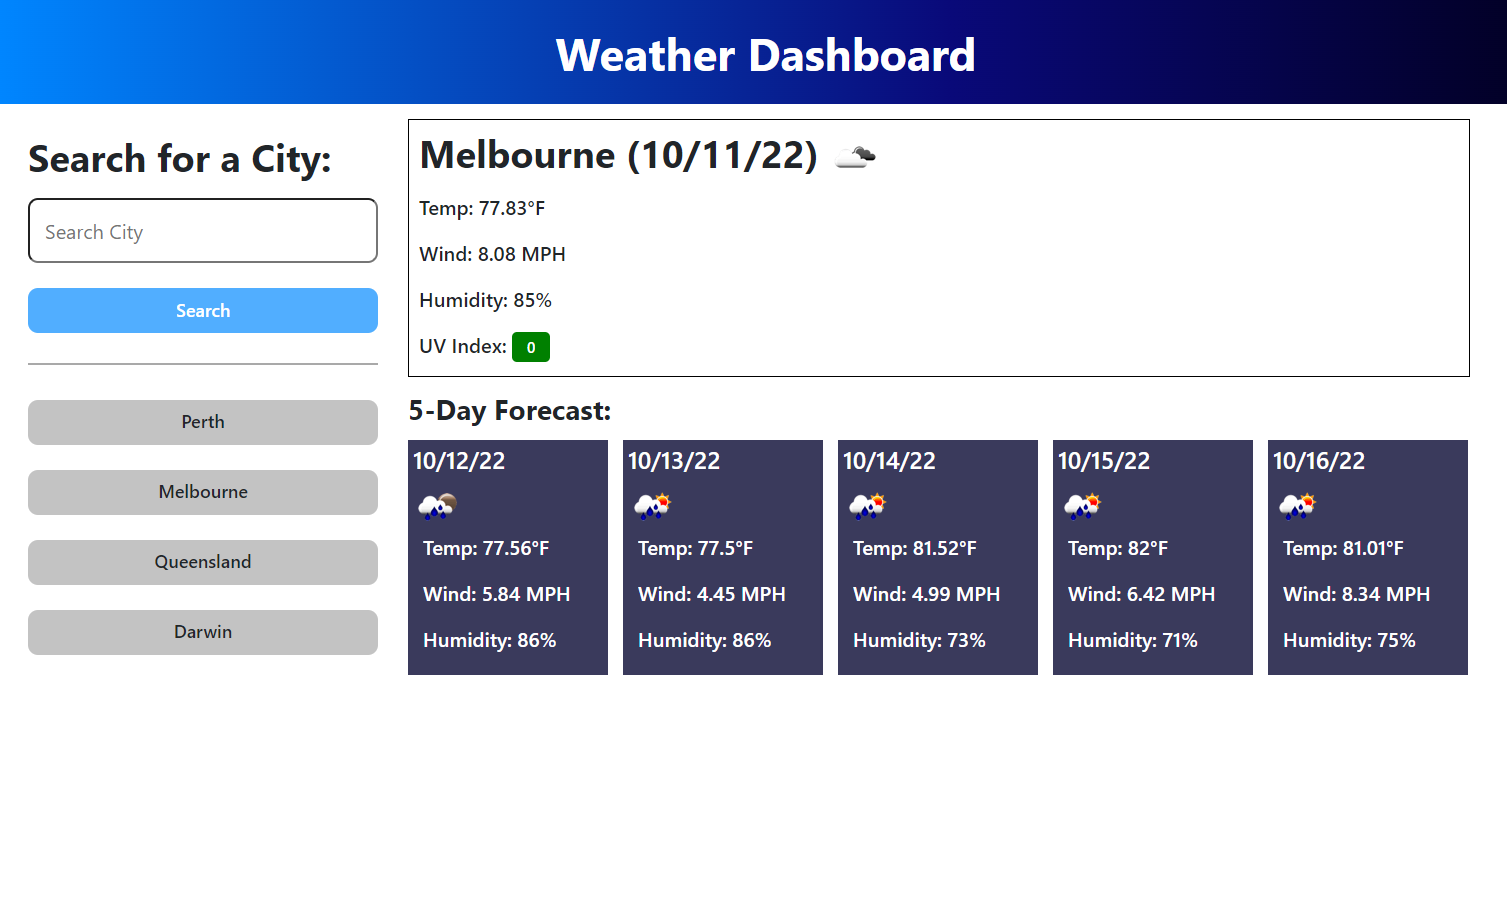 Weather Dashboard
Search for a City:
Search City
Search
Perth
Melbourne
Queensland
Darwin
Melbourne (10/11/22)
Temp: 77.83°F
Wind: 8.08 MPH
Humidity: 85%
UV Index: 0
5-Day Forecast:
10/12/22
Temp: 77.56°F
Wind: 5.84 MPH
Humidity: 86%
10/13/22
Temp: 77.5°F
Wind: 4.45 MPH
Humidity: 86%
10/14/22
Temp: 81.52°F
Wind: 4.99 MPH
Humidity: 73%
10/15/22
Temp: 82°F
Wind: 6.42 MPH
Humidity: 71%
10/16/22
Temp: 81.01°F
Wind: 8.34 MPH
Humidity: 75%